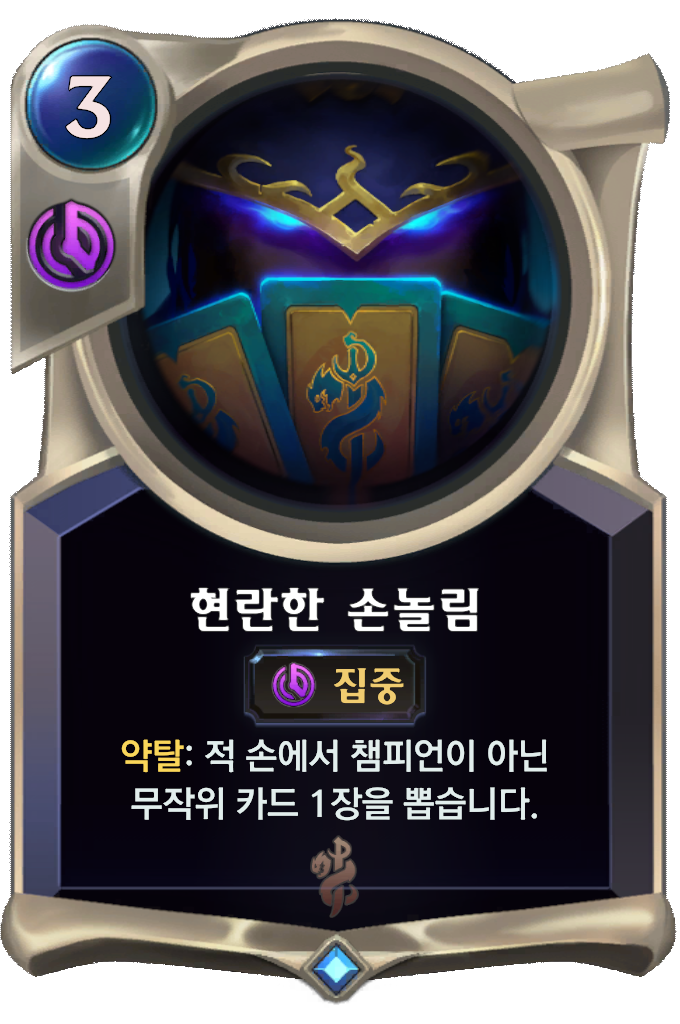 3
현란한 손놀림
집중
약탈: 적 손에서 챔피언이 아닌
무작위 카드 1장을 뽑습니다.